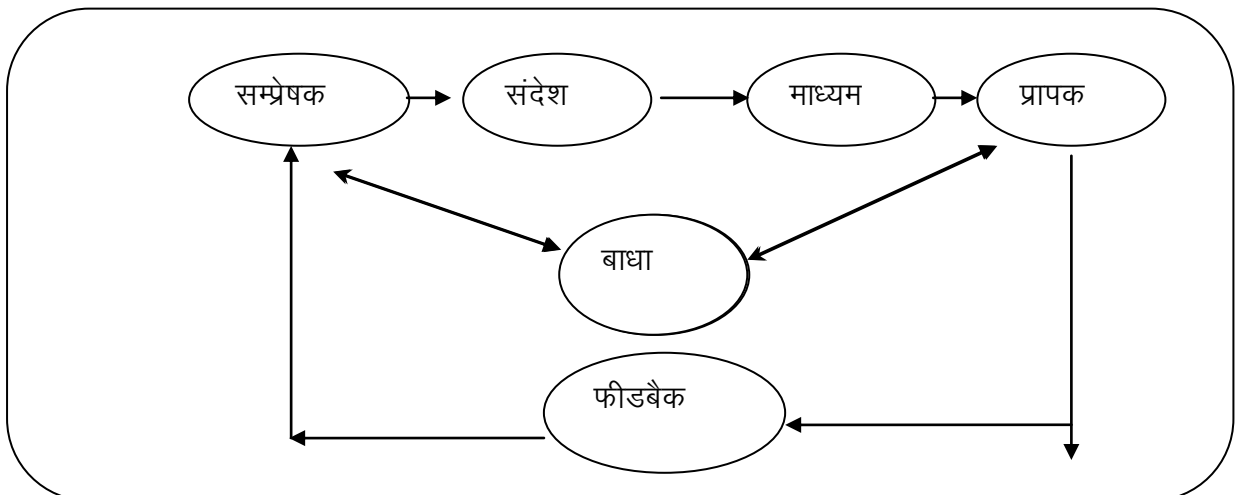 सम्प्रेषक
संदेश
माध्यम
प्रापक
बाधा
फीडबैक